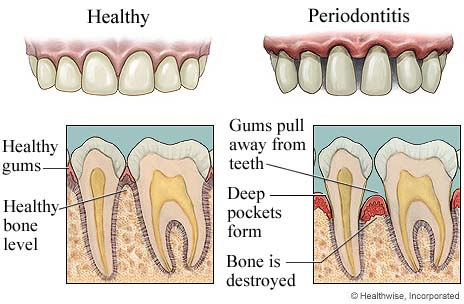 Healthy
Periodontitis
Healthy
gums
Healthy
bone
level
Gums pull
away from
teeth
Deep
pockets
form
Bone is
destroyed
© Healthwise, Incorporated